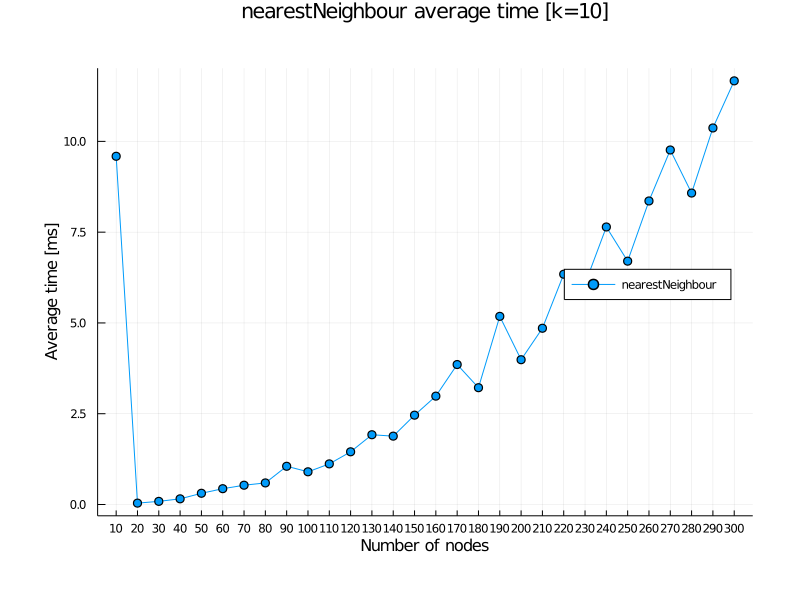 nearestNeighbour average time [k=10]
10.0
7.5
5.0
2.5
0.0
Average time [ms]
nearestNeighbour
10 20 30 40 50 60 70 80 90 100 110 120 130 140 150 160 170 180 190 200 210 220 230 240 250 260 270 280 290 300
Number of nodes